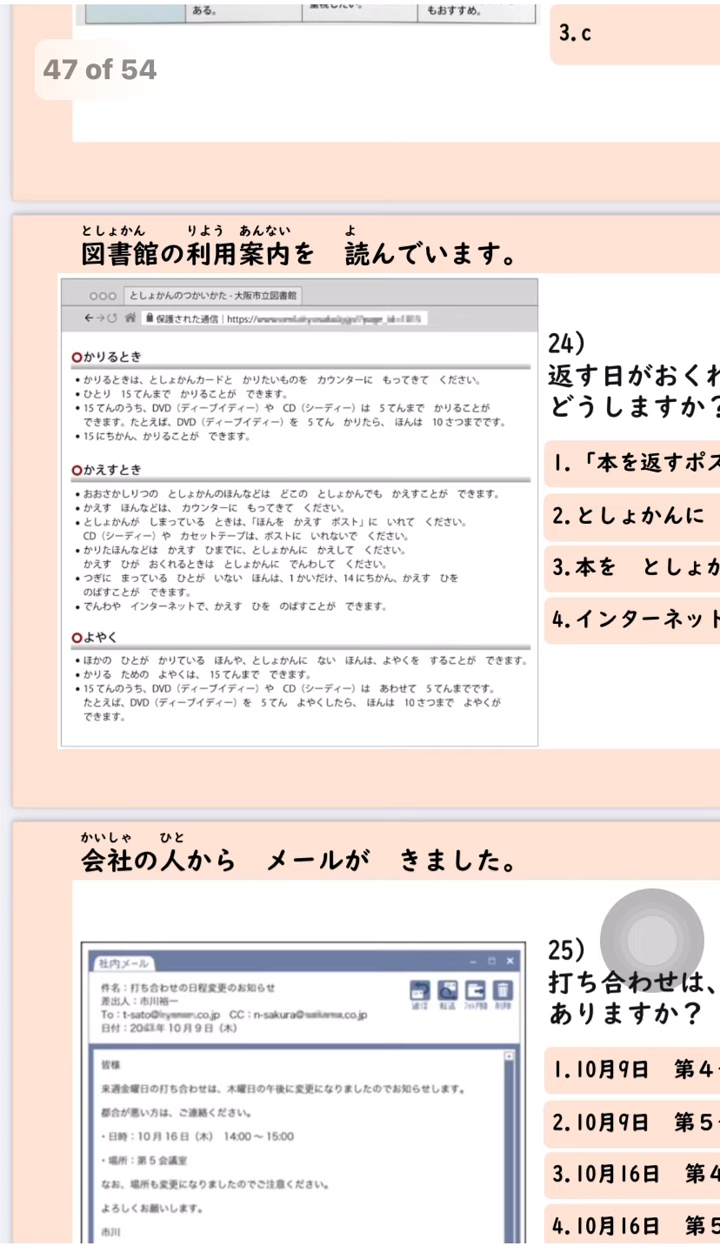 ある。
重視したい。
もおすすめ。
3. c
47 of 54
としょかん りよう あんない よ
図書館の利用案内を 読んでいます。
としょかんのつかいかた - 大阪市立図書館
保護された通信 | https://
かりるとき
• かりるときは、としょかんカードと かりたいものを カウンターに もってきて ください。
• ひとり 15てんまで かりることが できます。
• 15てんのうち、DVD（ディーブイディー）や CD（シーディー）は 5てんまで かりることが
できます。たとえば、DVD（ディーブイディー）を 5てん かりたら、 ほんは 10さつまでです。
• 15にちかん、かりることが できます。
かえすとき
• おおさかしりつの としょかんのほんなどは どこの としょかんでも かえすことが できます。
• かえす ほんなどは、 カウンターに もってきて ください。
• としょかんが しまっている ときは、「ほんを かえす ポスト」に いれて ください。
CD（シーディー）や カセットテープは、ポストに いれないで ください。
• かりたほんなどは かえす ひまでに、としょかんに かえして ください。
かえす ひが おくれるときは としょかんに でんわして ください。
• つぎに まっている ひとが いない ほんは、1かいだけ、14にちかん、かえす ひを
のばすことが できます。
• でんわや インターネットで、かえす ひを のばすことが できます。
よやく
• ほかの ひとが かりている ほんや、としょかんに ない ほんは、よやくを することが できます。
• かりる ための よやくは、 15てんまで できます。
• 15てんのうち、DVD（ディーブイディー）や CD（シーディー）は あわせて 5てんまでです。
たとえば、DVD（ディーブイディー）を 5てん よやくしたら、 ほんは 10さつまで よやくが
できます。
24)
返す日がおくれ
どうしますか?
1. 「本を返すポス
2. としょかんに
3. 本を としょか
4. インターネット
かいしゃ ひと
会社の人から メールが きました。
社内メール
件名：打ち合わせの日程変更のお知らせ
差出人：市川裕一
To：t-sato@ .co.jp CC：n-sakura@ .co.jp
日付： 年10月9日（木）
返信 転送 削除
皆様
来週金曜日の打ち合わせは、木曜日の午後に変更になりましたのでお知らせします。
都合が悪い方は、ご連絡ください。
・日時：10月16日（木） 14:00～15:00
・場所：第5会議室
なお、場所も変更になりましたのでご注意ください。
よろしくお願いします。
市川
25)
打ち合わせは、
ありますか？
1. 10月9日 第4
2. 10月9日 第5
3. 10月16日 第4
4. 10月16日 第5